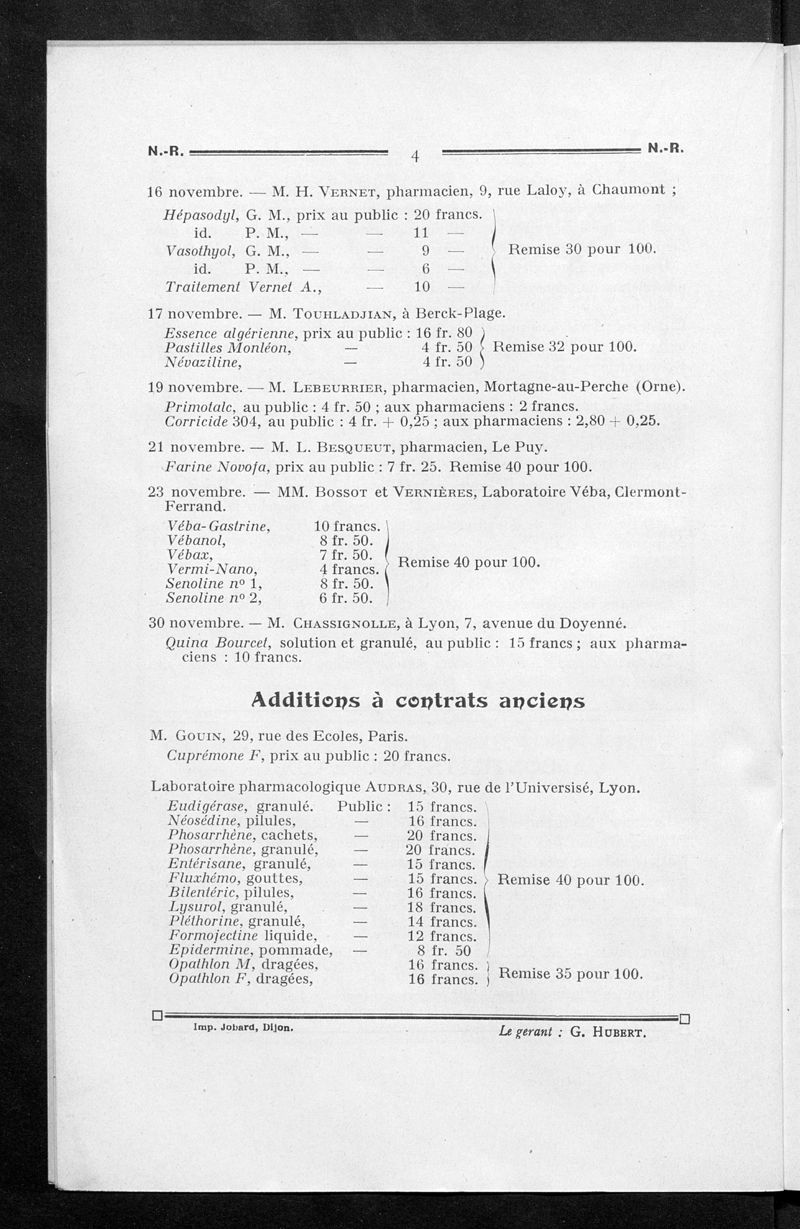 N.-R. 4 N.-R.
16 novembre. — M. H. VERNET, pharmacien, 9, rue Laloy, à Chaumont ;
Hépasodyl, G. M., prix au public : 20 francs.
id. P. M., — — 11 —
Vasothyol, G. M., — — 9 — Remise 30 pour 100.
id. P. M., — — 6 —
Traitement Vernet A., — 10 —
17 novembre. — M. TOUHLADJIAN, à Berck-Plage.
Essence algérienne, prix au public : 16 fr. 80
Pastilles Monléon, — 4 fr. 50 Remise 32 pour 100.
Névaziline, — 4 fr. 50
19 novembre. — M. LEBEURRIER, pharmacien, Mortagne-au-Perche (Orne).
Primotalc, au public : 4 fr. 50 ; aux pharmaciens : 2 francs.
Corricide 304, au public : 4 fr. + 0,25 ; aux pharmaciens : 2,80 + 0,25.
21 novembre. — M. L. BESQUEUT, pharmacien, Le Puy.
Farine Novofa, prix au public : 7 fr. 25. Remise 40 pour 100.
23 novembre. — MM. BOSSOT et VERNIÈRES, Laboratoire Véba, Clermont-
Ferrand.
Véba-Gastrine, 10 francs.
Vébanol, 8 fr. 50.
Vébax, 7 fr. 50.
Vermi-Nano, 4 francs. Remise 40 pour 100.
Senoline nº 1, 8 fr. 50.
Senoline nº 2, 6 fr. 50.
30 novembre. — M. CHASSIGNOLLE, à Lyon, 7, avenue du Doyenné.
Quina Bourcet, solution et granulé, au public : 15 francs ; aux pharma-
ciens : 10 francs.
Additions à contrats anciens
M. GOUIN, 29, rue des Ecoles, Paris.
Cuprémone F, prix au public : 20 francs.
Laboratoire pharmacologique AUDRAS, 30, rue de l'Universisé, Lyon.
Eudigérase, granulé. Public : 15 francs.
Néosédine, pilules, — 16 francs.
Phosarrhène, cachets, — 20 francs.
Phosarrhène, granulé, — 20 francs.
Entérisane, granulé, — 15 francs.
Fluxhémo, gouttes, — 15 francs. Remise 40 pour 100.
Bilentéric, pilules, — 16 francs.
Lysurol, granulé, — 18 francs.
Pléthorine, granulé, — 14 francs.
Formojectine liquide, — 12 francs.
Epidermine, pommade, — 8 fr. 50
Opathlon M, dragées, 16 francs.
Opathlon F, dragées, 16 francs. Remise 35 pour 100.
Imp. Jobard, Dijon. Le gerant : G. HUBERT.